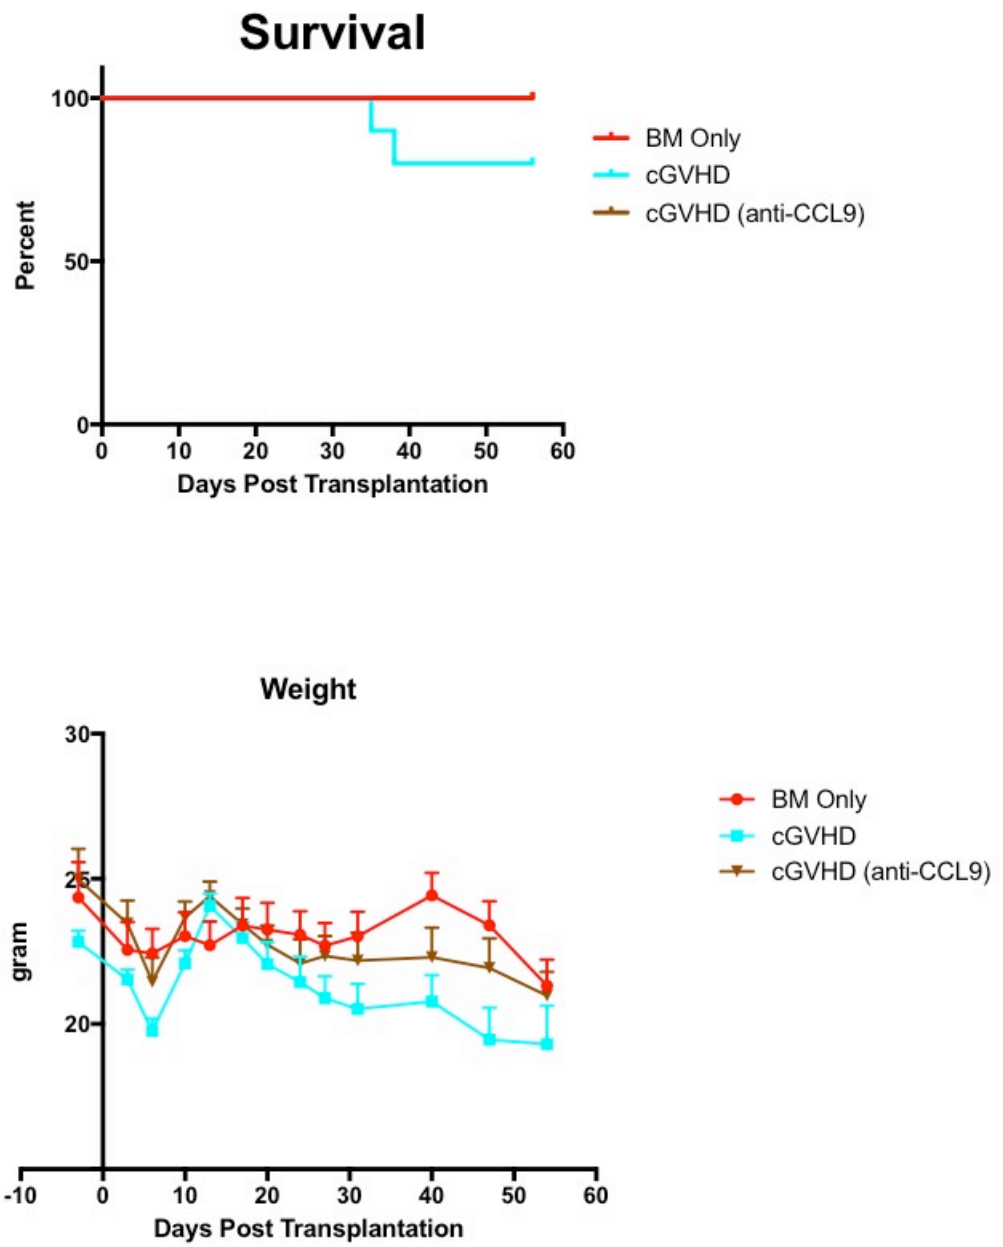 Survival
100
50
0
Percent
0 10 20 30 40 50 60
Days Post Transplantation
BM Only
cGVHD
cGVHD (anti-CCL9)
Weight
30
25
20
gram
-10 0 10 20 30 40 50 60
Days Post Transplantation
BM Only
cGVHD
cGVHD (anti-CCL9)